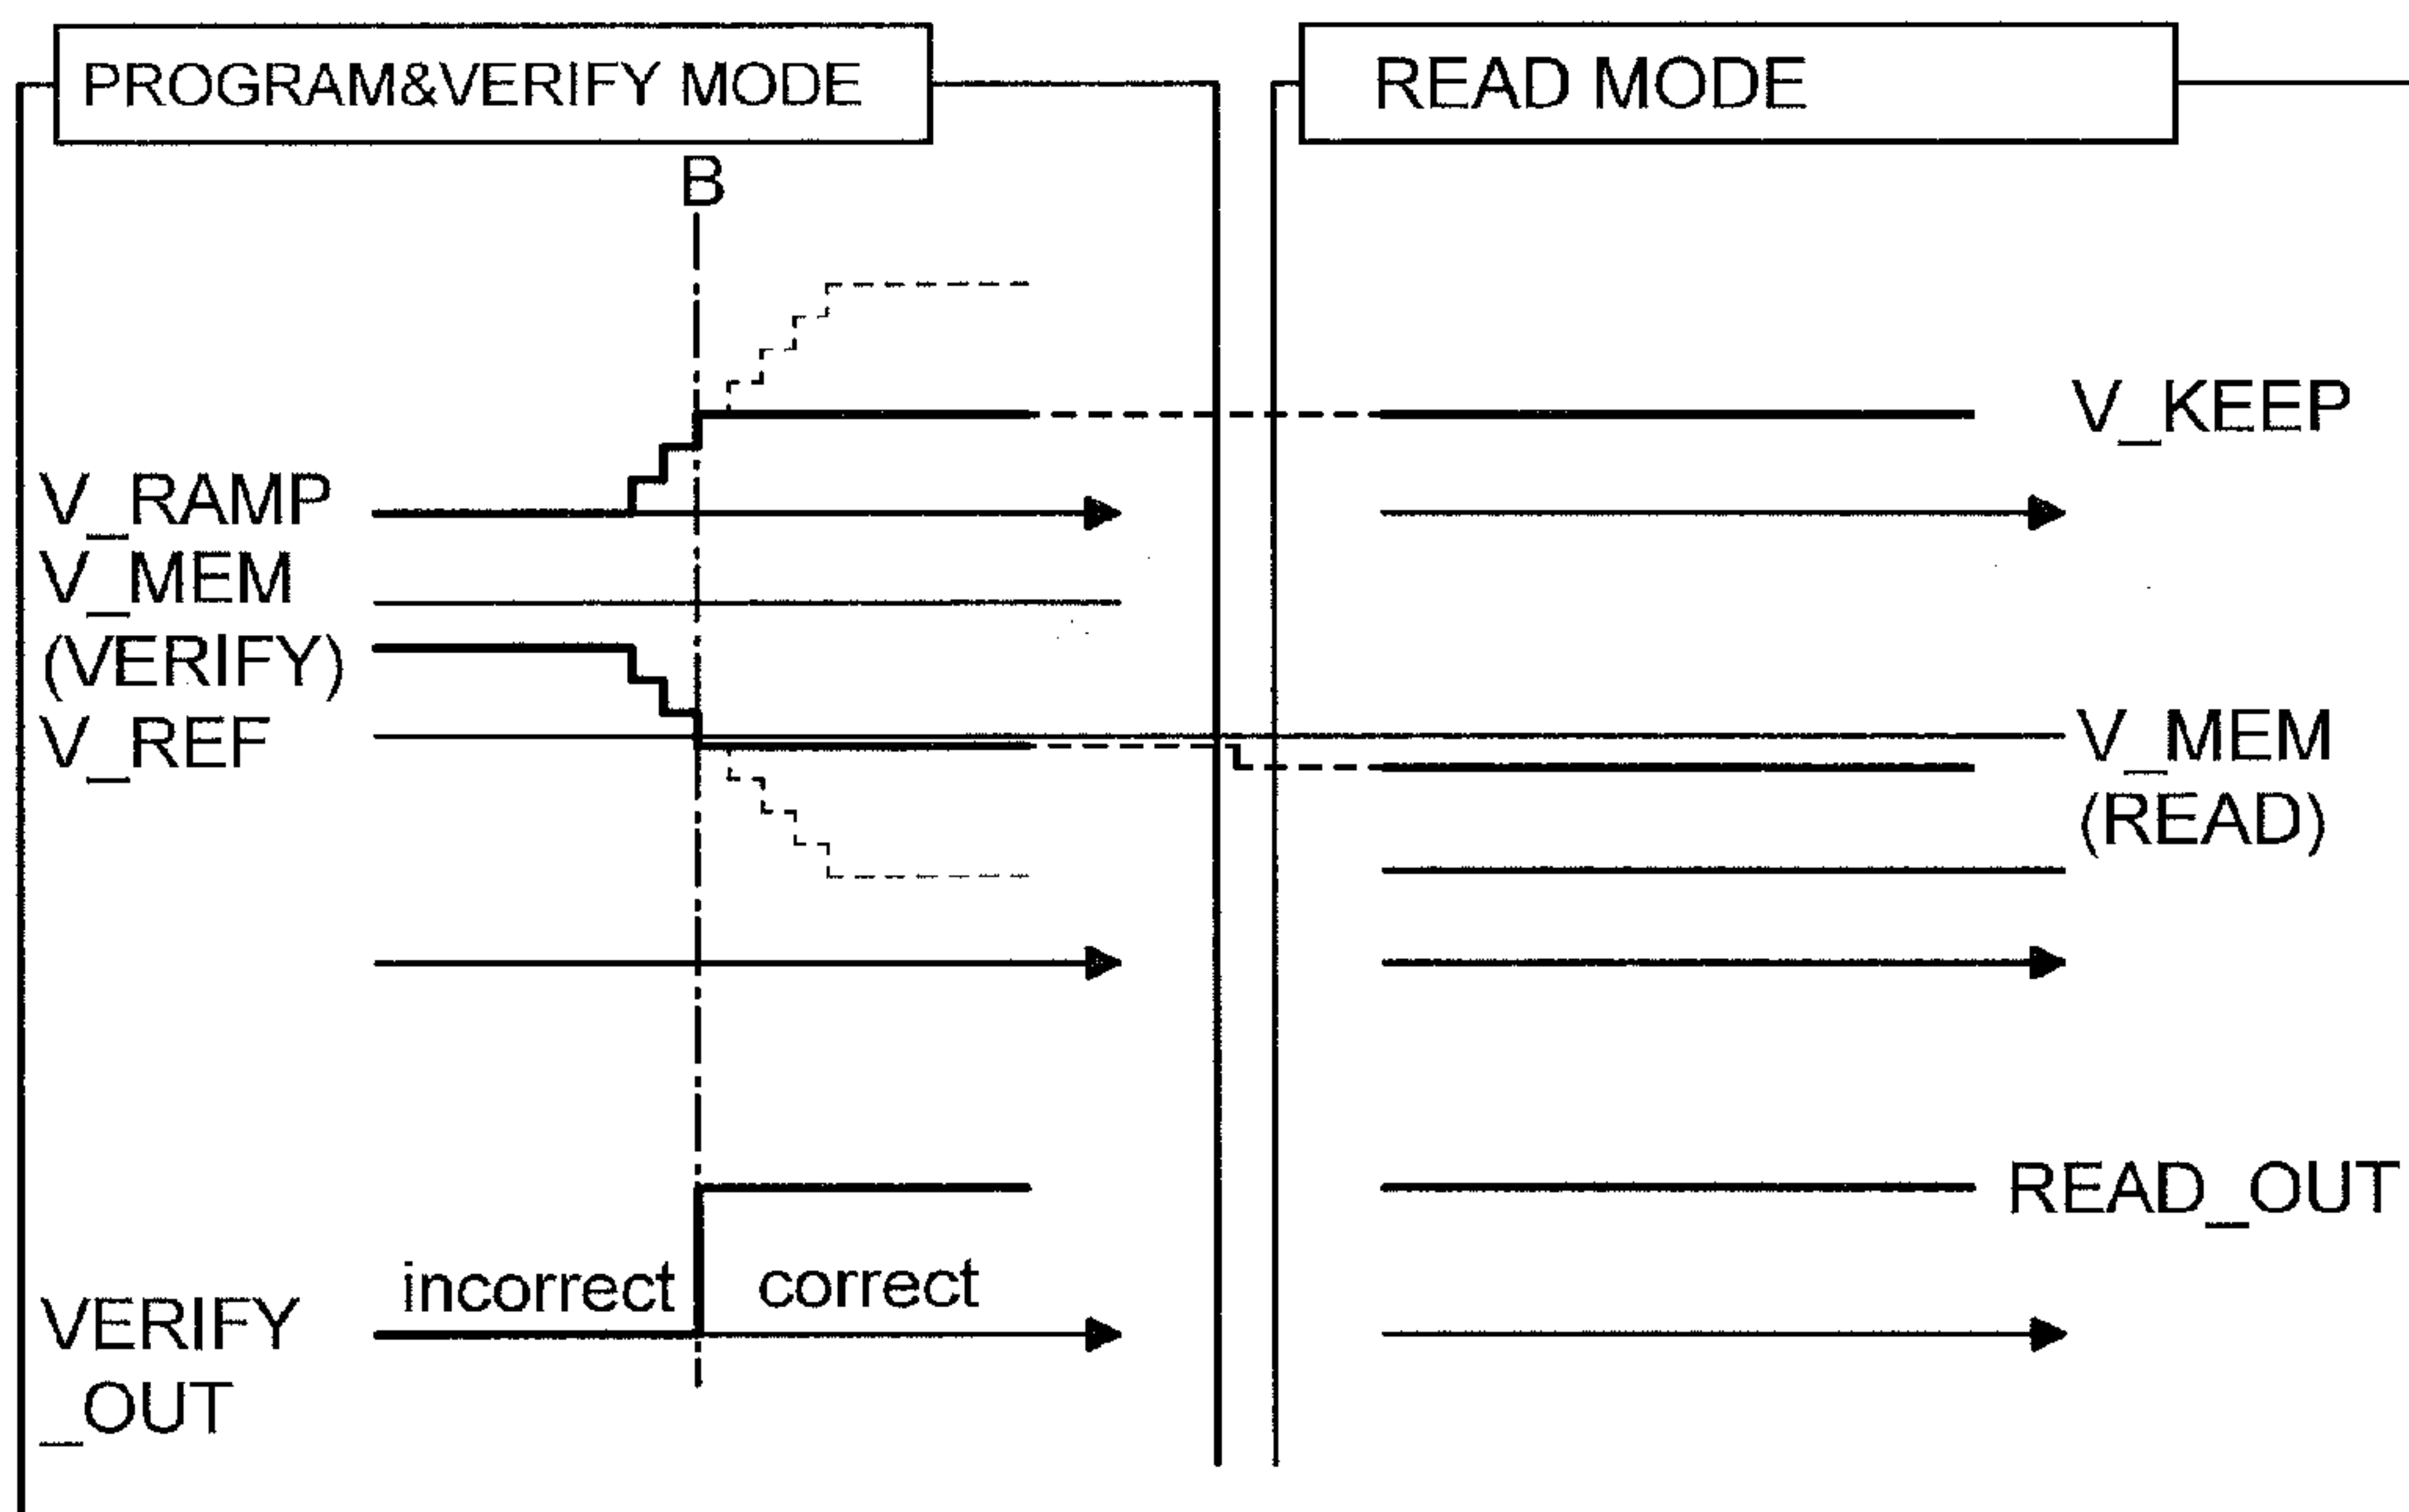 PROGRAM&VERIFY MODE
READ MODE
B
V_KEEP
V_RAMP
V_MEM
(VERIFY)
V_REF
V_MEM
(READ)
READ_OUT
incorrect
correct
VERIFY
_OUT